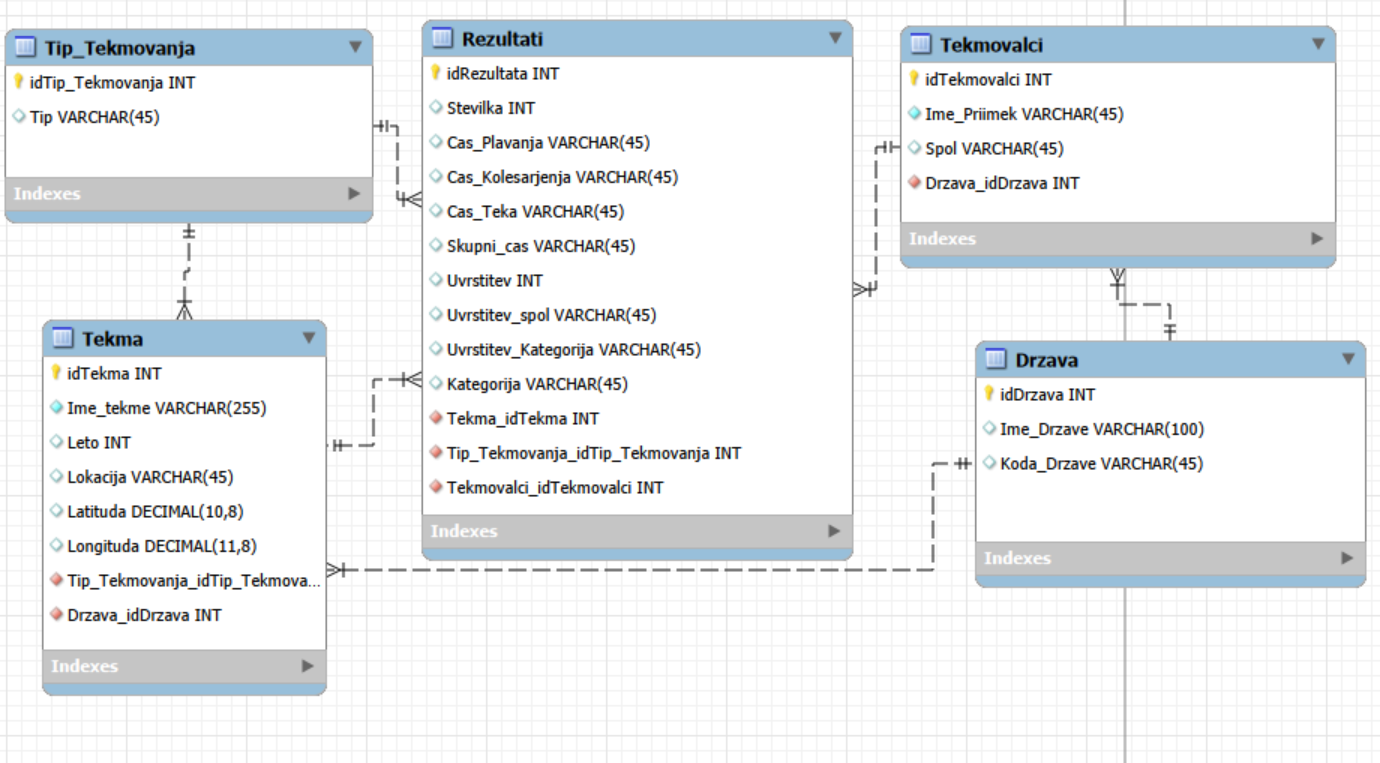 Tip_Tekmovanja
idTip_Tekmovanja INT
Tip VARCHAR(45)
Indexes
Rezultati
idRezultata INT
Stevilka INT
Cas_Plavanja VARCHAR(45)
Cas_Kolesarjenja VARCHAR(45)
Cas_Teka VARCHAR(45)
Skupni_cas VARCHAR(45)
Uvrstitev INT
Uvrstitev_spol VARCHAR(45)
Uvrstitev_Kategorija VARCHAR(45)
Kategorija VARCHAR(45)
Tekma_idTekma INT
Tip_Tekmovanja_idTip_Tekmovanja INT
Tekmovalci_idTekmovalci INT
Indexes
Tekmovalci
idTekmovalci INT
Ime_Priimek VARCHAR(45)
Spol VARCHAR(45)
Drzava_idDrzava INT
Indexes
Tekma
idTekma INT
Ime_tekme VARCHAR(255)
Leto INT
Lokacija VARCHAR(45)
Latituda DECIMAL(10,8)
Longituda DECIMAL(11,8)
Tip_Tekmovanja_idTip_Tekmova...
Drzava_idDrzava INT
Indexes
Drzava
idDrzava INT
Ime_Drzave VARCHAR(100)
Koda_Drzave VARCHAR(45)
Indexes